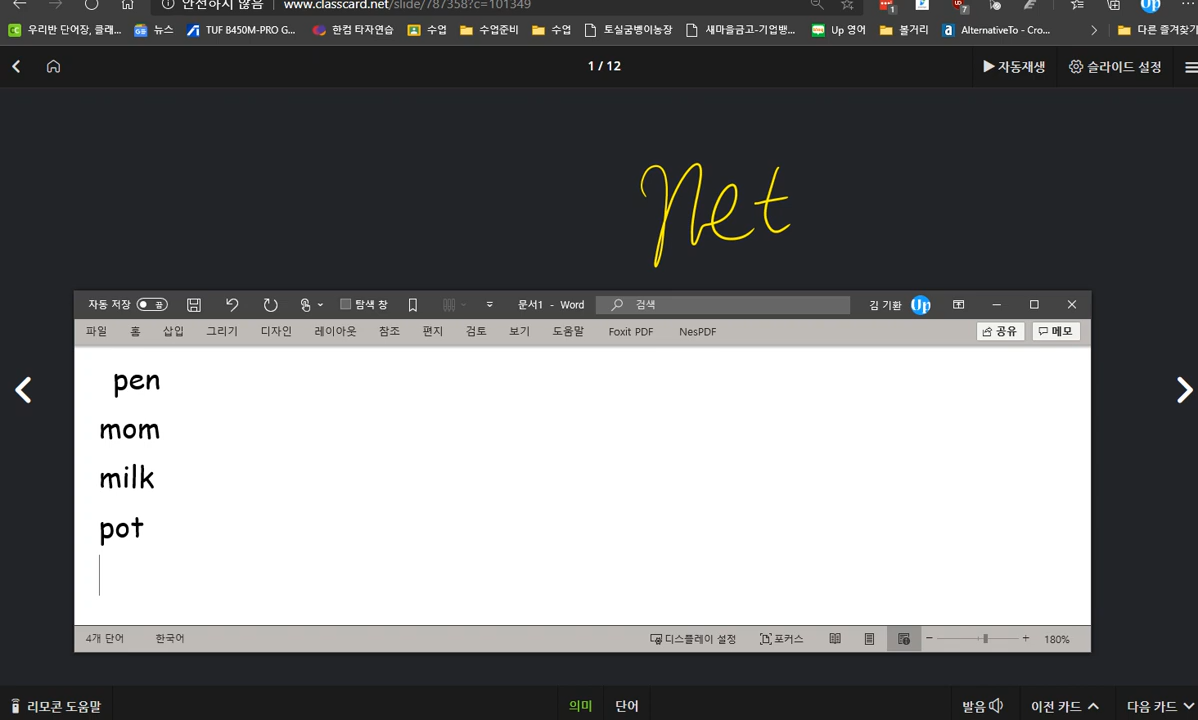 안전하지 않음 | www.classcard.net/slide/787358?c=101349
우리반 단어장, 클래... 뉴스 TUF B450M-PRO G... 한컴 타자연습 수업 수업준비 수업 토실굼벵이농장 새마을금고-기업뱅... Up 영어 볼거리 AlternativeTo - Cro... 다른 즐겨찾기
1 / 12 자동재생 슬라이드 설정
net
자동 저장 끔 탐색 창 문서1 - Word 검색 김 기환 Up
파일 홈 삽입 그리기 디자인 레이아웃 참조 편지 검토 보기 도움말 Foxit PDF NesPDF 공유 메모
pen
mom
milk
pot
4개 단어 한국어 디스플레이 설정 포커스 180%
리모콘 도움말 의미 단어 발음 이전 카드 다음 카드